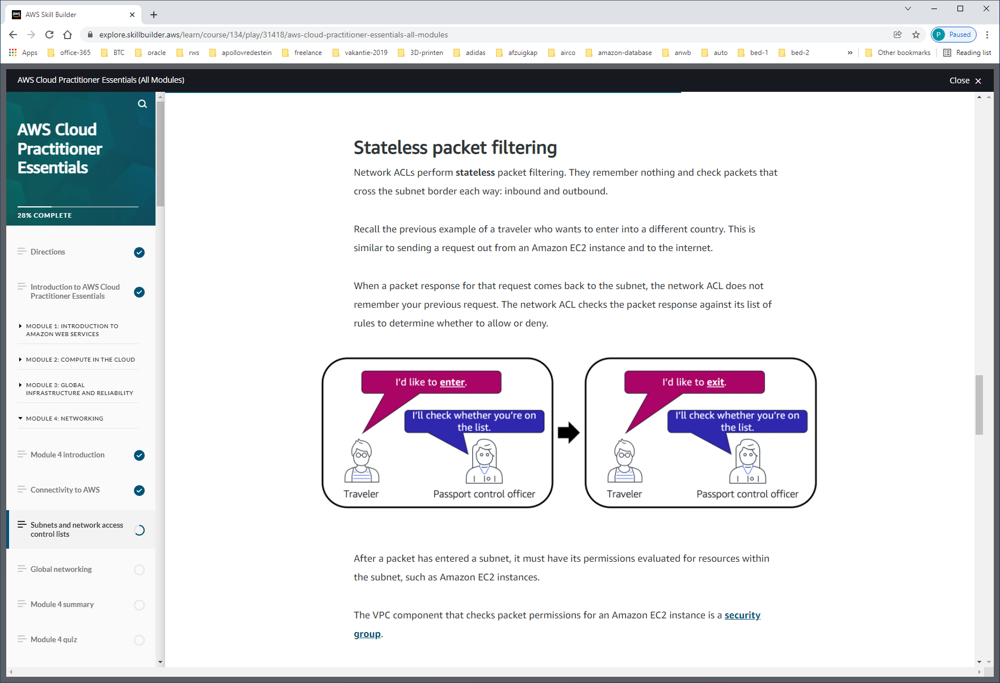 aws
AWS Skill Builder
explore.skillbuilder.aws/learn/course/134/play/31418/aws-cloud-practitioner-essentials-all-modules
P Paused
Apps office-365 BTC oracle rws apollovredestein freelance vakantie-2019 3D-printen adidas afzuigkap airco amazon-database anwb auto bed-1 bed-2 » Other bookmarks Reading list
AWS Cloud Practitioner Essentials (All Modules)
Close
AWS Cloud
Practitioner
Essentials
28% COMPLETE
Directions
Introduction to AWS Cloud
Practitioner Essentials
MODULE 1: INTRODUCTION TO
AMAZON WEB SERVICES
MODULE 2: COMPUTE IN THE CLOUD
MODULE 3: GLOBAL
INFRASTRUCTURE AND RELIABILITY
MODULE 4: NETWORKING
Module 4 introduction
Connectivity to AWS
Subnets and network access
control lists
Global networking
Module 4 summary
Module 4 quiz
Stateless packet filtering
Network ACLs perform stateless packet filtering. They remember nothing and check packets that
cross the subnet border each way: inbound and outbound.
Recall the previous example of a traveler who wants to enter into a different country. This is
similar to sending a request out from an Amazon EC2 instance and to the internet.
When a packet response for that request comes back to the subnet, the network ACL does not
remember your previous request. The network ACL checks the packet response against its list of
rules to determine whether to allow or deny.
I'd like to enter.
I'll check whether you're on
the list.
Traveler
Passport control officer
I'd like to exit.
I'll check whether you're on
the list.
Traveler
Passport control officer
After a packet has entered a subnet, it must have its permissions evaluated for resources within
the subnet, such as Amazon EC2 instances.
The VPC component that checks packet permissions for an Amazon EC2 instance is a security
group.